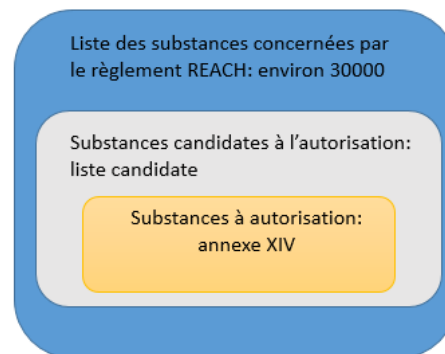 Liste des substances concernées par
le règlement REACH: environ 30000
Substances candidates à l'autorisation:
liste candidate
Substances à autorisation:
annexe XIV